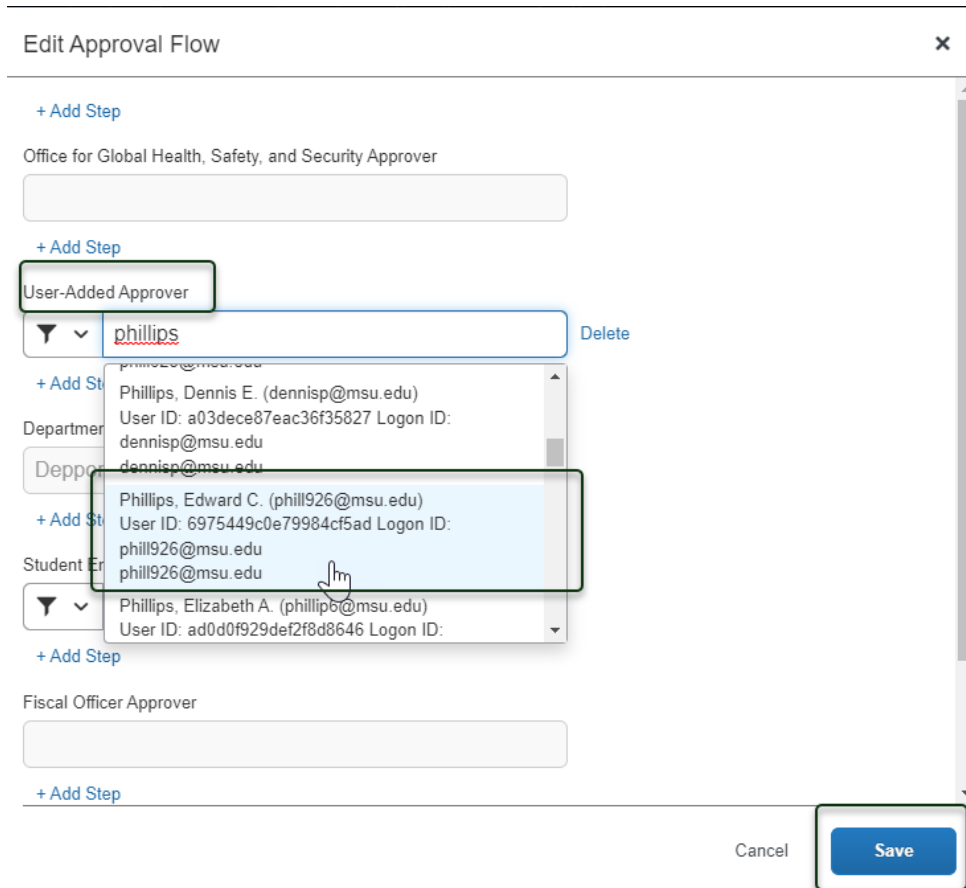 Edit Approval Flow
+ Add Step
Office for Global Health, Safety, and Security Approver
+ Add Step
User-Added Approver
phillips
Delete
+ Add St
Phillips, Dennis E. (dennisp@msu.edu)
User ID: a03dece87eac36f35827 Logon ID:
dennisp@msu.edu
dennisp@msu.edu
Departmer
Deppor
Phillips, Edward C. (phill926@msu.edu)
User ID: 6975449c0e79984cf5ad Logon ID:
phill926@msu.edu
phill926@msu.edu
+ Add St
Student Er
Phillips, Elizabeth A. (phillip6@msu.edu)
User ID: ad0d0f929def2f8d8646 Logon ID:
+ Add Step
Fiscal Officer Approver
+ Add Step
Cancel
Save